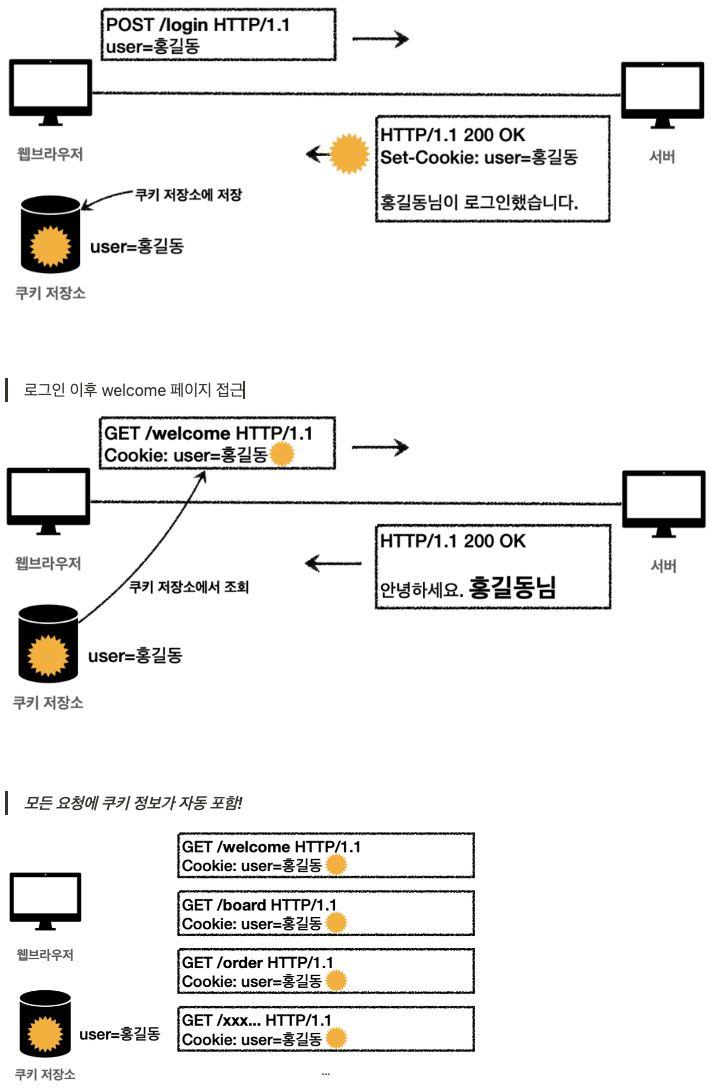 POST /login HTTP/1.1
user=홍길동
웹브라우저
서버
HTTP/1.1 200 OK
Set-Cookie: user=홍길동
홍길동님이 로그인했습니다.
쿠키 저장소에 저장
user=홍길동
쿠키 저장소
로그인 이후 welcome 페이지 접근
GET /welcome HTTP/1.1
Cookie: user=홍길동
웹브라우저
서버
HTTP/1.1 200 OK
안녕하세요. 홍길동님
쿠키 저장소에서 조회
user=홍길동
쿠키 저장소
모든 요청에 쿠키 정보가 자동 포함!
GET /welcome HTTP/1.1
Cookie: user=홍길동
GET /board HTTP/1.1
Cookie: user=홍길동
웹브라우저
GET /order HTTP/1.1
Cookie: user=홍길동
GET /xxx... HTTP/1.1
Cookie: user=홍길동
user=홍길동
쿠키 저장소
...